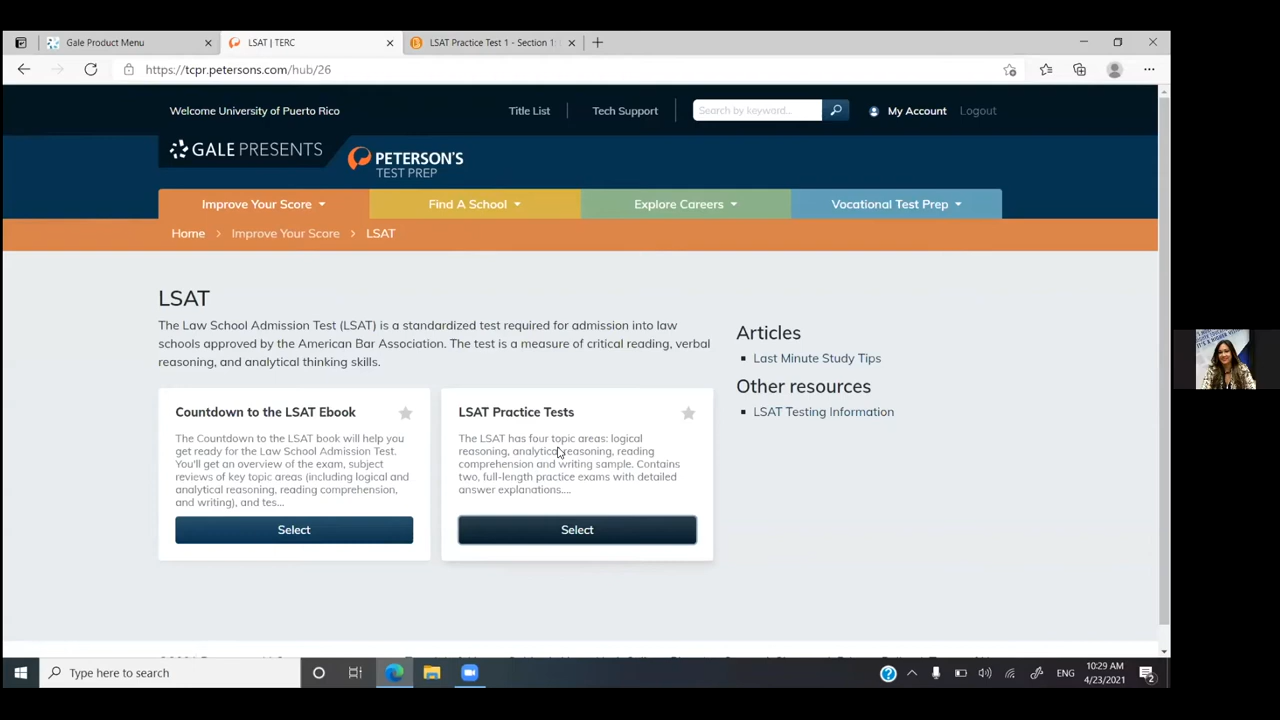 Gale Product Menu
LSAT | TERC
LSAT Practice Test 1 - Section 1:
https://tcpr.petersons.com/hub/26
Welcome University of Puerto Rico
Title List
Tech Support
Search by keyword...
My Account
Logout
GALE PRESENTS
PETERSON'S
TEST PREP
Improve Your Score
Find A School
Explore Careers
Vocational Test Prep
Home > Improve Your Score > LSAT
LSAT
The Law School Admission Test (LSAT) is a standardized test required for admission into law
schools approved by the American Bar Association. The test is a measure of critical reading, verbal
reasoning, and analytical thinking skills.
Countdown to the LSAT Ebook
The Countdown to the LSAT book will help you
get ready for the Law School Admission Test.
You'll get an overview of the exam, subject
reviews of key topic areas (including logical and
analytical reasoning, reading comprehension,
and writing), and tes...
Select
LSAT Practice Tests
The LSAT has four topic areas: logical
reasoning, analytical reasoning, reading
comprehension and writing sample. Contains
two, full-length practice exams with detailed
answer explanations....
Select
Articles
Last Minute Study Tips
Other resources
LSAT Testing Information
Type here to search
ENG
10:29 AM
4/23/2021
2